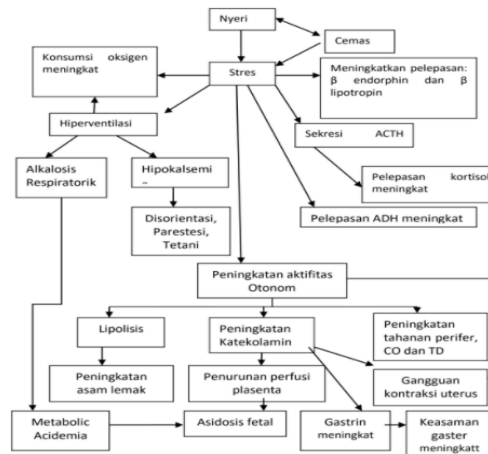 Nyeri
Cemas
Konsumsi oksigen
meningkat
Stres
Meningkatkan pelepasan:
β endorphin dan β
lipotropin
Hiperventilasi
Sekresi ACTH
Alkalosis
Respiratorik
Hipokalsemi
Pelepasan kortisol
meningkat
Disorientasi,
Parestesi,
Tetani
Pelepasan ADH meningkat
Peningkatan aktifitas
Otonom
Lipolisis
Peningkatan
Katekolamin
Peningkatan
tahanan perifer,
CO dan TD
Peningkatan
asam lemak
Penurunan perfusi
plasenta
Gangguan
kontraksi uterus
Metabolic
Acidemia
Asidosis fetal
Gastrin
meningkat
Keasaman
gaster
meningkatt